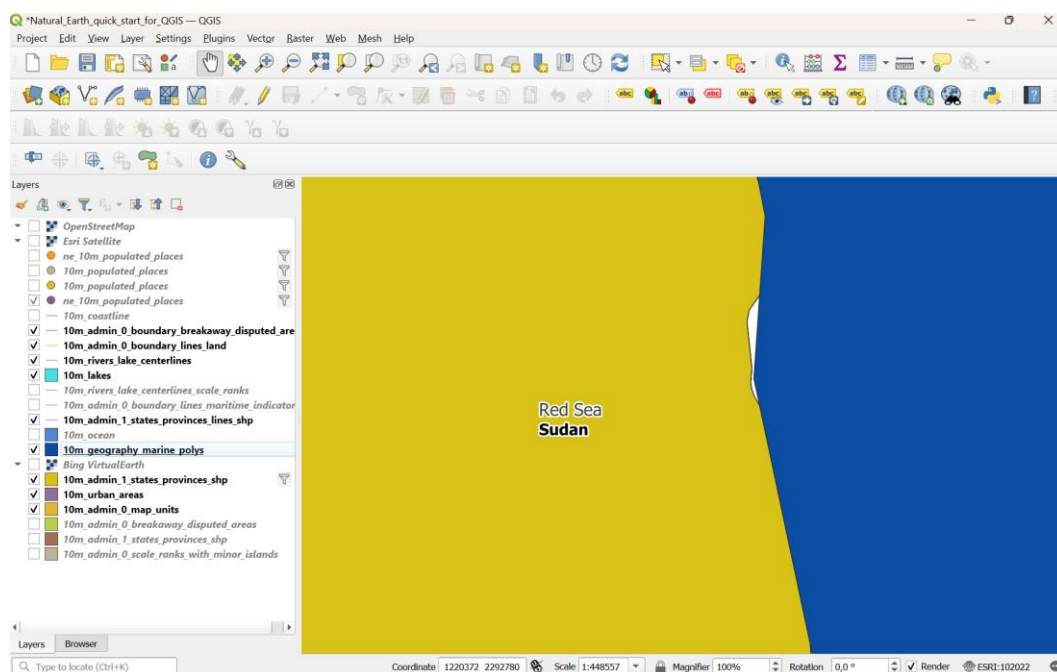 *Natural_Earth_quick_start_for_QGIS — QGIS
Project Edit View Layer Settings Plugins Vector Raster Web Mesh Help
Layers
OpenStreetMap
Esri Satellite
ne_10m_populated_places
10m_populated_places
10m_populated_places
ne_10m_populated_places
10m_coastline
10m_admin_0_boundary_breakaway_disputed_are
10m_admin_0_boundary_lines_land
10m_rivers_lake_centerlines
10m_lakes
10m_rivers_lake_centerlines_scale_ranks
10m_admin_0_boundary_lines_maritime_indicator
10m_admin_1_states_provinces_lines_shp
10m_ocean
10m_geography_marine_polys
Bing VirtualEarth
10m_admin_1_states_provinces_shp
10m_urban_areas
10m_admin_0_map_units
10m_admin_0_breakaway_disputed_areas
10m_admin_1_states_provinces_shp
10m_admin_0_scale_ranks_with_minor_islands
Red Sea
Sudan
Layers Browser
Type to locate (Ctrl+K) Coordinate 1220372 2292780 Scale 1:448557 Magnifier 100% Rotation 0,0 ° Render ESRI:102022